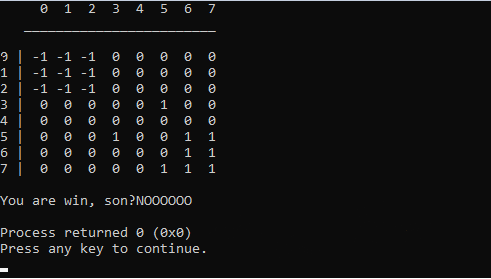 0 1 2 3 4 5 6 7
________________________
0 | -1 -1 -1 0 0 0 0 0
1 | -1 -1 -1 0 0 0 0 0
2 | -1 -1 -1 0 0 0 0 0
3 | 0 0 0 0 0 1 0 0
4 | 0 0 0 0 0 0 0 0
5 | 0 0 0 1 0 0 1 1
6 | 0 0 0 0 0 0 1 1
7 | 0 0 0 0 0 1 1 1
You are win, son?NOOOOOO
Process returned 0 (0x0)
Press any key to continue.